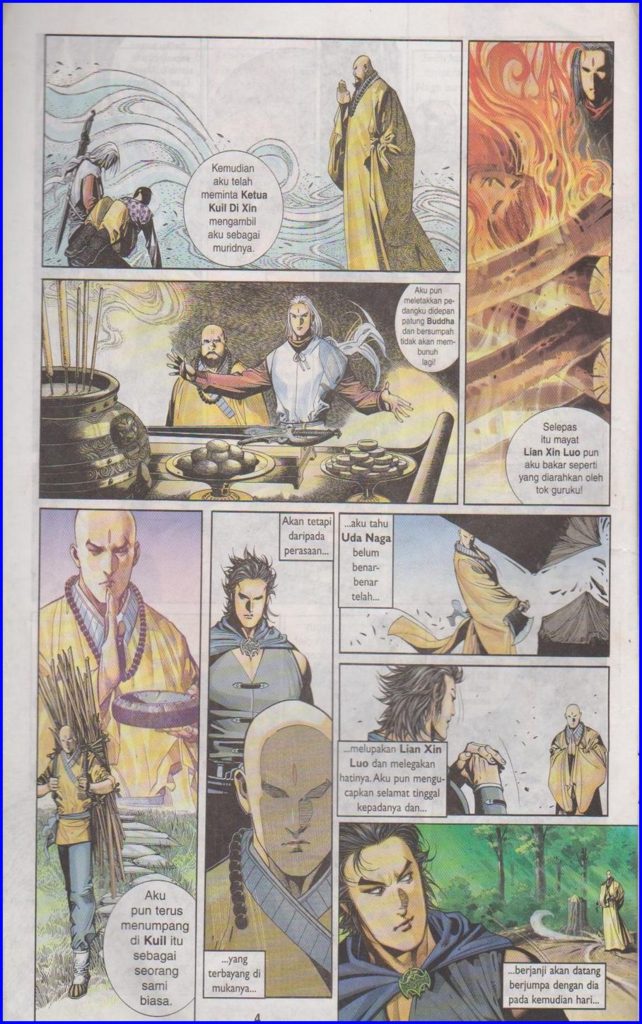 Kemudian
aku telah
meminta Ketua
Kuil Di Xin
mengambil
aku sebagai
muridnya.
Aku pun
meletakkan pe-
dangku didepan
patung Buddha
dan bersumpah
tidak akan mem-
bunuh
lagi!
Selepas
itu mayat
Lian Xin Luo pun
aku bakar seperti
yang diarahkan oleh
tok guruku!
Aku
pun terus
menumpang
di Kuil itu
sebagai
seorang
sami
biasa.
Akan tetapi
daripada
perasaan...
...yang
terbayang di
mukanya...
...aku tahu
Uda Naga
belum
benar-
benar
telah...
...melupakan Lian Xin
Luo dan melegakan
hatinya. Aku pun mengu-
capkan selamat tinggal
kepadanya dan...
...berjanji akan datang
berjumpa dengan dia
pada kemudian hari...
4